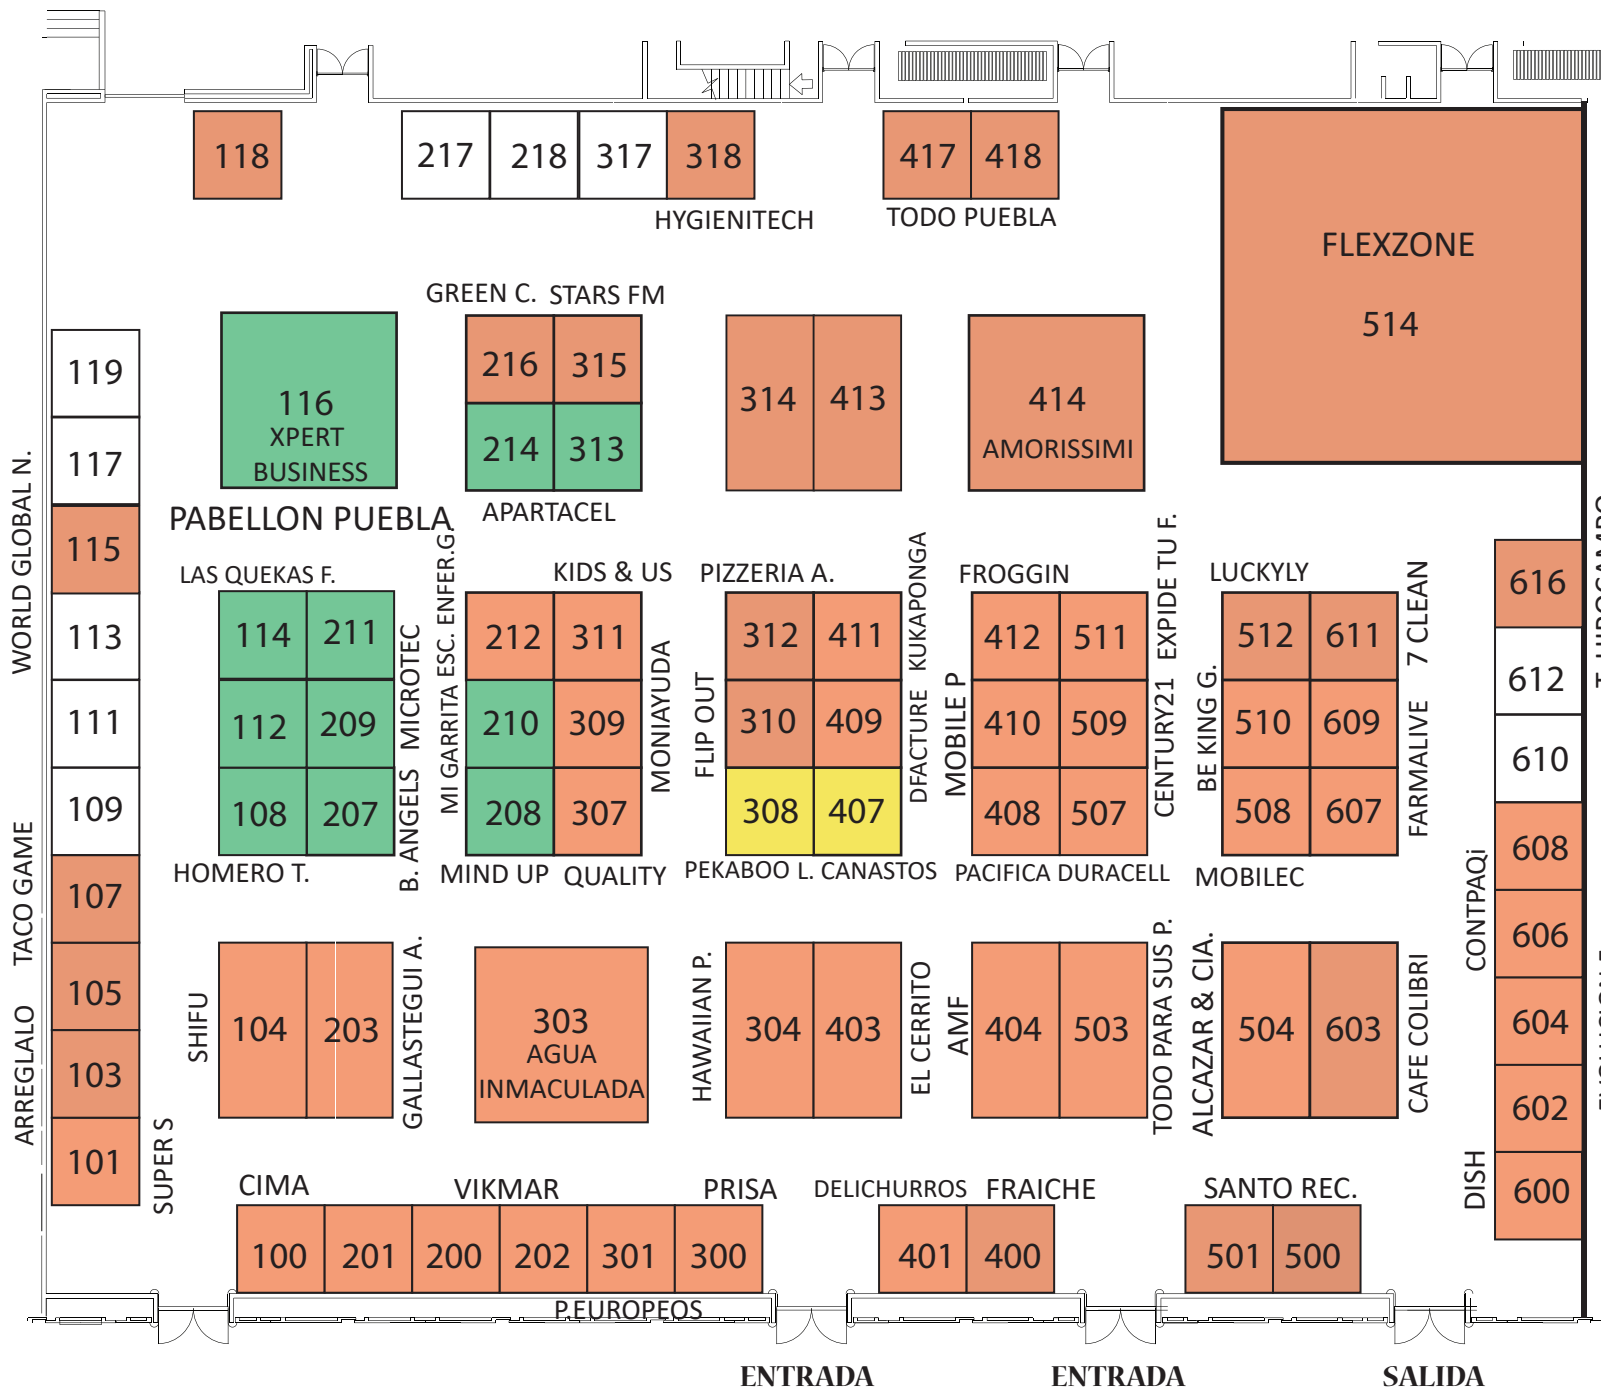 118
217 218 317 318
417 418
HYGIENITECH
TODO PUEBLA
FLEXZONE
514
GREEN C. STARS FM
216 315
214 313
APARTACEL
116
XPERT
BUSINESS
PABELLON PUEBLA
314 413
414
AMORISSIMI
119
117
115
113
111
109
107
105
103
101
WORLD GLOBAL N.
TACO GAME
ARREGLALO
SUPER S
LAS QUEKAS F.
114 211
112 209
108 207
HOMERO T.
MICROTEC
B. ANGELS
ESC. ENFER.G.
MI GARRITA
KIDS & US
212 311
210 309
208 307
MIND UP QUALITY
MONIAYUDA
FLIP OUT
PIZZERIA A.
312 411
310 409
308 407
PEKABOO L. CANASTOS
KUKAPONGA
DFACTURE
MOBILE P
FROGGIN
412 511
410 509
408 507
PACIFICA DURACELL
EXPIDE TU F.
CENTURY21
BE KING G.
LUCKYLY
512 611
510 609
508 607
MOBILEC
7 CLEAN
FARMALIVE
616
612
610
608
606
604
602
600
CONTPAQi
DISH
SHIFU
104 203
GALLASTEGUI A.
303
AGUA
INMACULADA
HAWAIIAN P.
304 403
EL CERRITO
AMF
404 503
TODO PARA SUS P.
ALCAZAR & CIA.
504 603
CAFE COLIBRI
CIMA VIKMAR PRISA
100 201 200 202 301 300
P.EUROPEOS
DELICHURROS FRAICHE
401 400
SANTO REC.
501 500
ENTRADA ENTRADA SALIDA